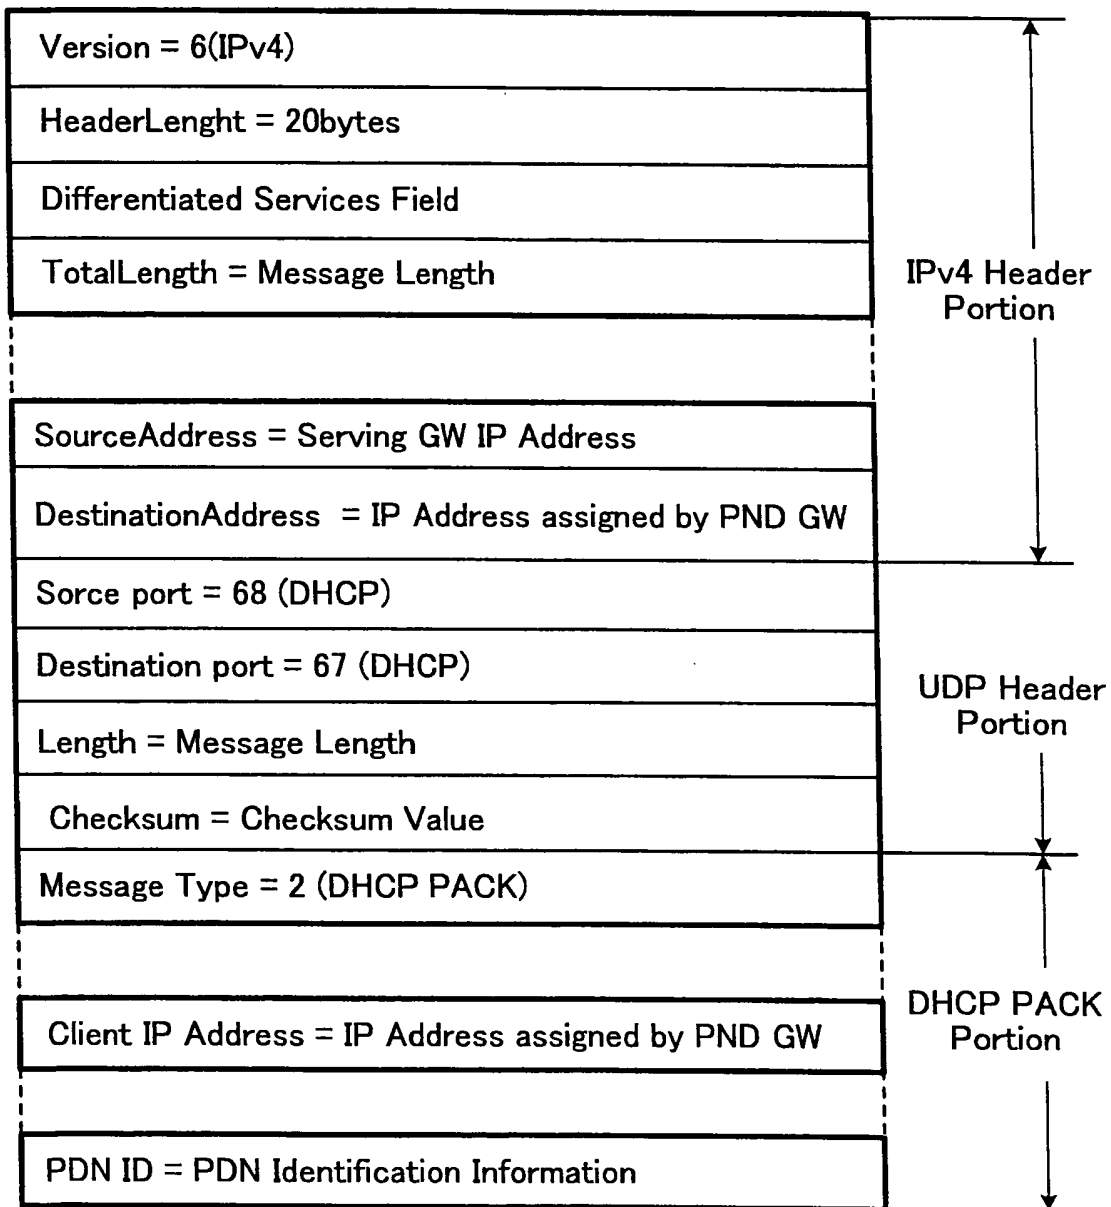 Version = 6(IPv4)
HeaderLenght = 20bytes
Differentiated Services Field
TotalLength = Message Length
IPv4 Header
Portion
SourceAddress = Serving GW IP Address
DestinationAddress = IP Address assigned by PND GW
Sorce port = 68 (DHCP)
Destination port = 67 (DHCP)
Length = Message Length
Checksum = Checksum Value
UDP Header
Portion
Message Type = 2 (DHCP PACK)
Client IP Address = IP Address assigned by PND GW
PDN ID = PDN Identification Information
DHCP PACK
Portion